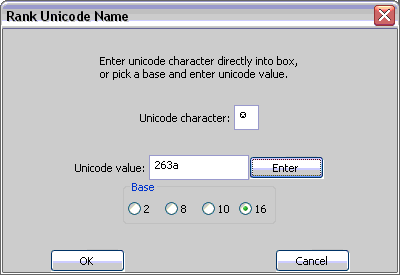 Rank Unicode Name
Enter unicode character directly into box,
or pick a base and enter unicode value.
Unicode character: ☺
Unicode value: 263a Enter
Base
2 8 10 16
OK Cancel